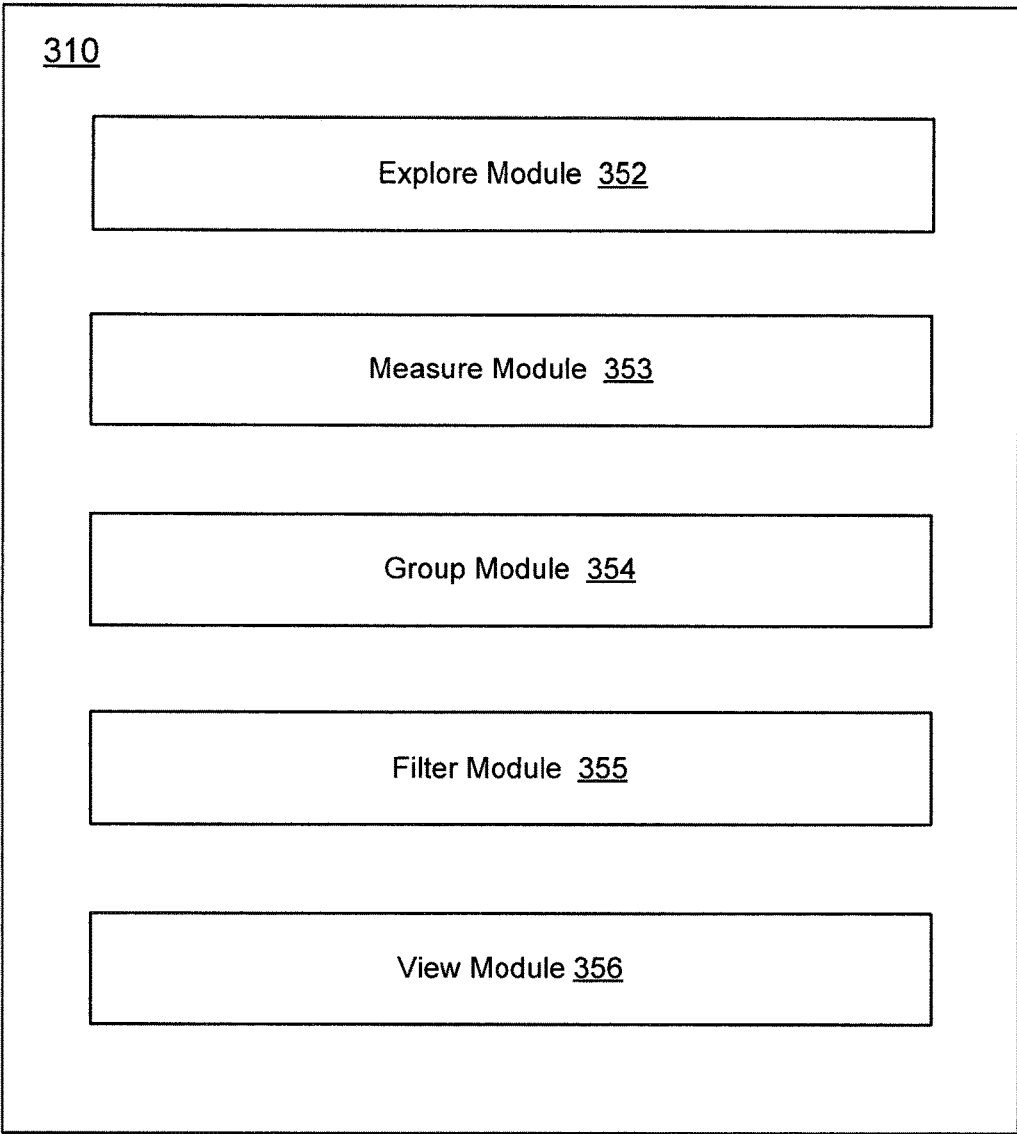 310
Explore Module 352
Measure Module 353
Group Module 354
Filter Module 355
View Module 356